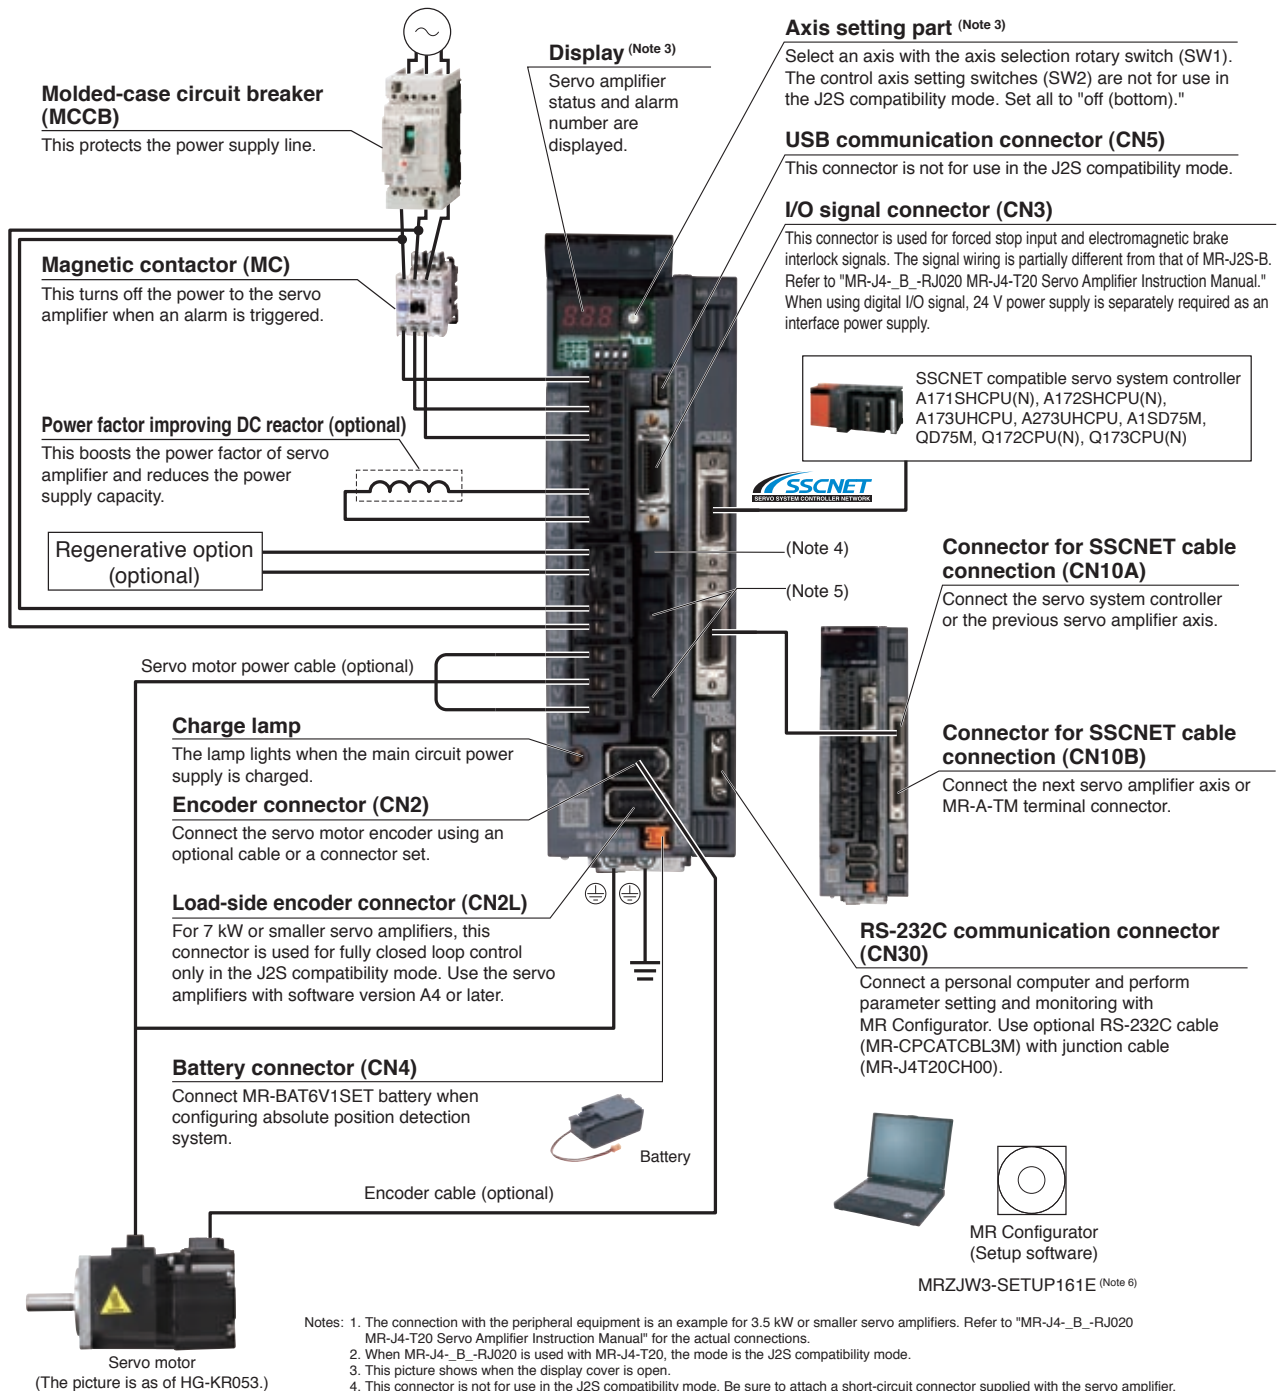 Molded-case circuit breaker
(MCCB)
This protects the power supply line.
Magnetic contactor (MC)
This turns off the power to the servo
amplifier when an alarm is triggered.
Power factor improving DC reactor (optional)
This boosts the power factor of servo
amplifier and reduces the power
supply capacity.
Regenerative option
(optional)
Servo motor power cable (optional)
Charge lamp
The lamp lights when the main circuit power
supply is charged.
Encoder connector (CN2)
Connect the servo motor encoder using an
optional cable or a connector set.
Load-side encoder connector (CN2L)
For 7 kW or smaller servo amplifiers, this
connector is used for fully closed loop control
only in the J2S compatibility mode. Use the servo
amplifiers with software version A4 or later.
Battery connector (CN4)
Connect MR-BAT6V1SET battery when
configuring absolute position detection
system.
Battery
Encoder cable (optional)
Servo motor
(The picture is as of HG-KR053.)
Display (Note 3)
Servo amplifier
status and alarm
number are
displayed.
Axis setting part (Note 3)
Select an axis with the axis selection rotary switch (SW1).
The control axis setting switches (SW2) are not for use in
the J2S compatibility mode. Set all to "off (bottom)."
USB communication connector (CN5)
This connector is not for use in the J2S compatibility mode.
I/O signal connector (CN3)
This connector is used for forced stop input and electromagnetic brake
interlock signals. The signal wiring is partially different from that of MR-J2S-B.
Refer to "MR-J4-_B_-RJ020 MR-J4-T20 Servo Amplifier Instruction Manual."
When using digital I/O signal, 24 V power supply is separately required as an
interface power supply.
SSCNET compatible servo system controller
A171SHCPU(N), A172SHCPU(N),
A173UHCPU, A273UHCPU, A1SD75M,
QD75M, Q172CPU(N), Q173CPU(N)
SSCNET
SERVO SYSTEM CONTROLLER NETWORK
(Note 4)
(Note 5)
Connector for SSCNET cable
connection (CN10A)
Connect the servo system controller
or the previous servo amplifier axis.
Connector for SSCNET cable
connection (CN10B)
Connect the next servo amplifier axis or
MR-A-TM terminal connector.
RS-232C communication connector
(CN30)
Connect a personal computer and perform
parameter setting and monitoring with
MR Configurator. Use optional RS-232C cable
(MR-CPCATCBL3M) with junction cable
(MR-J4T20CH00).
MR Configurator
(Setup software)
MRZJW3-SETUP161E (Note 6)
Notes: 1. The connection with the peripheral equipment is an example for 3.5 kW or smaller servo amplifiers. Refer to "MR-J4-_B_-RJ020
MR-J4-T20 Servo Amplifier Instruction Manual" for the actual connections.
2. When MR-J4-_B_-RJ020 is used with MR-J4-T20, the mode is the J2S compatibility mode.
3. This picture shows when the display cover is open.
4. This connector is not for use in the J2S compatibility mode. Be sure to attach a short-circuit connector supplied with the servo amplifier.